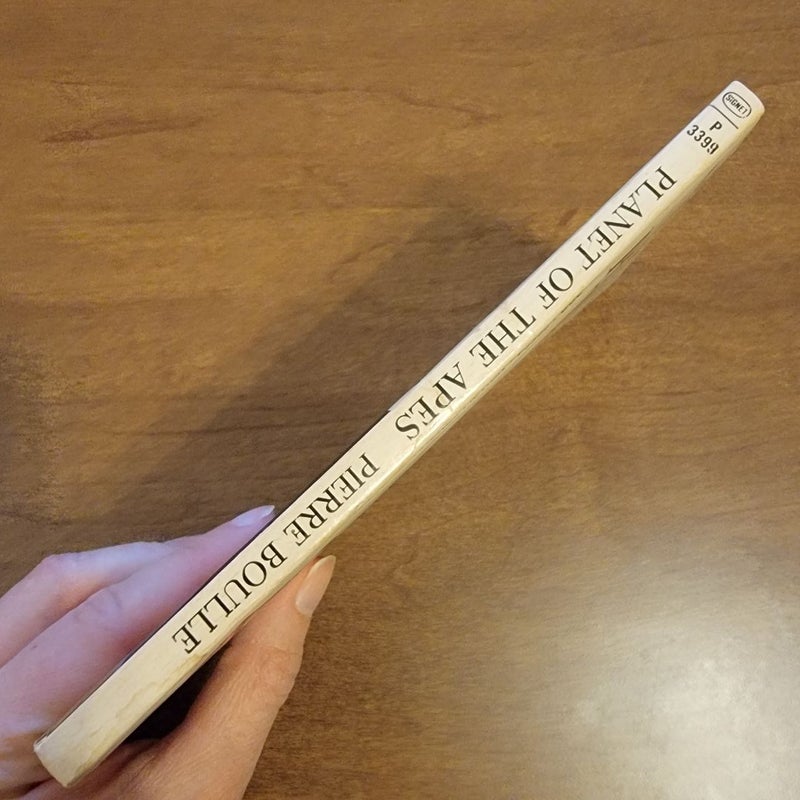 SIGNET
P
3399
PLANET OF THE APES PIERRE BOULLE